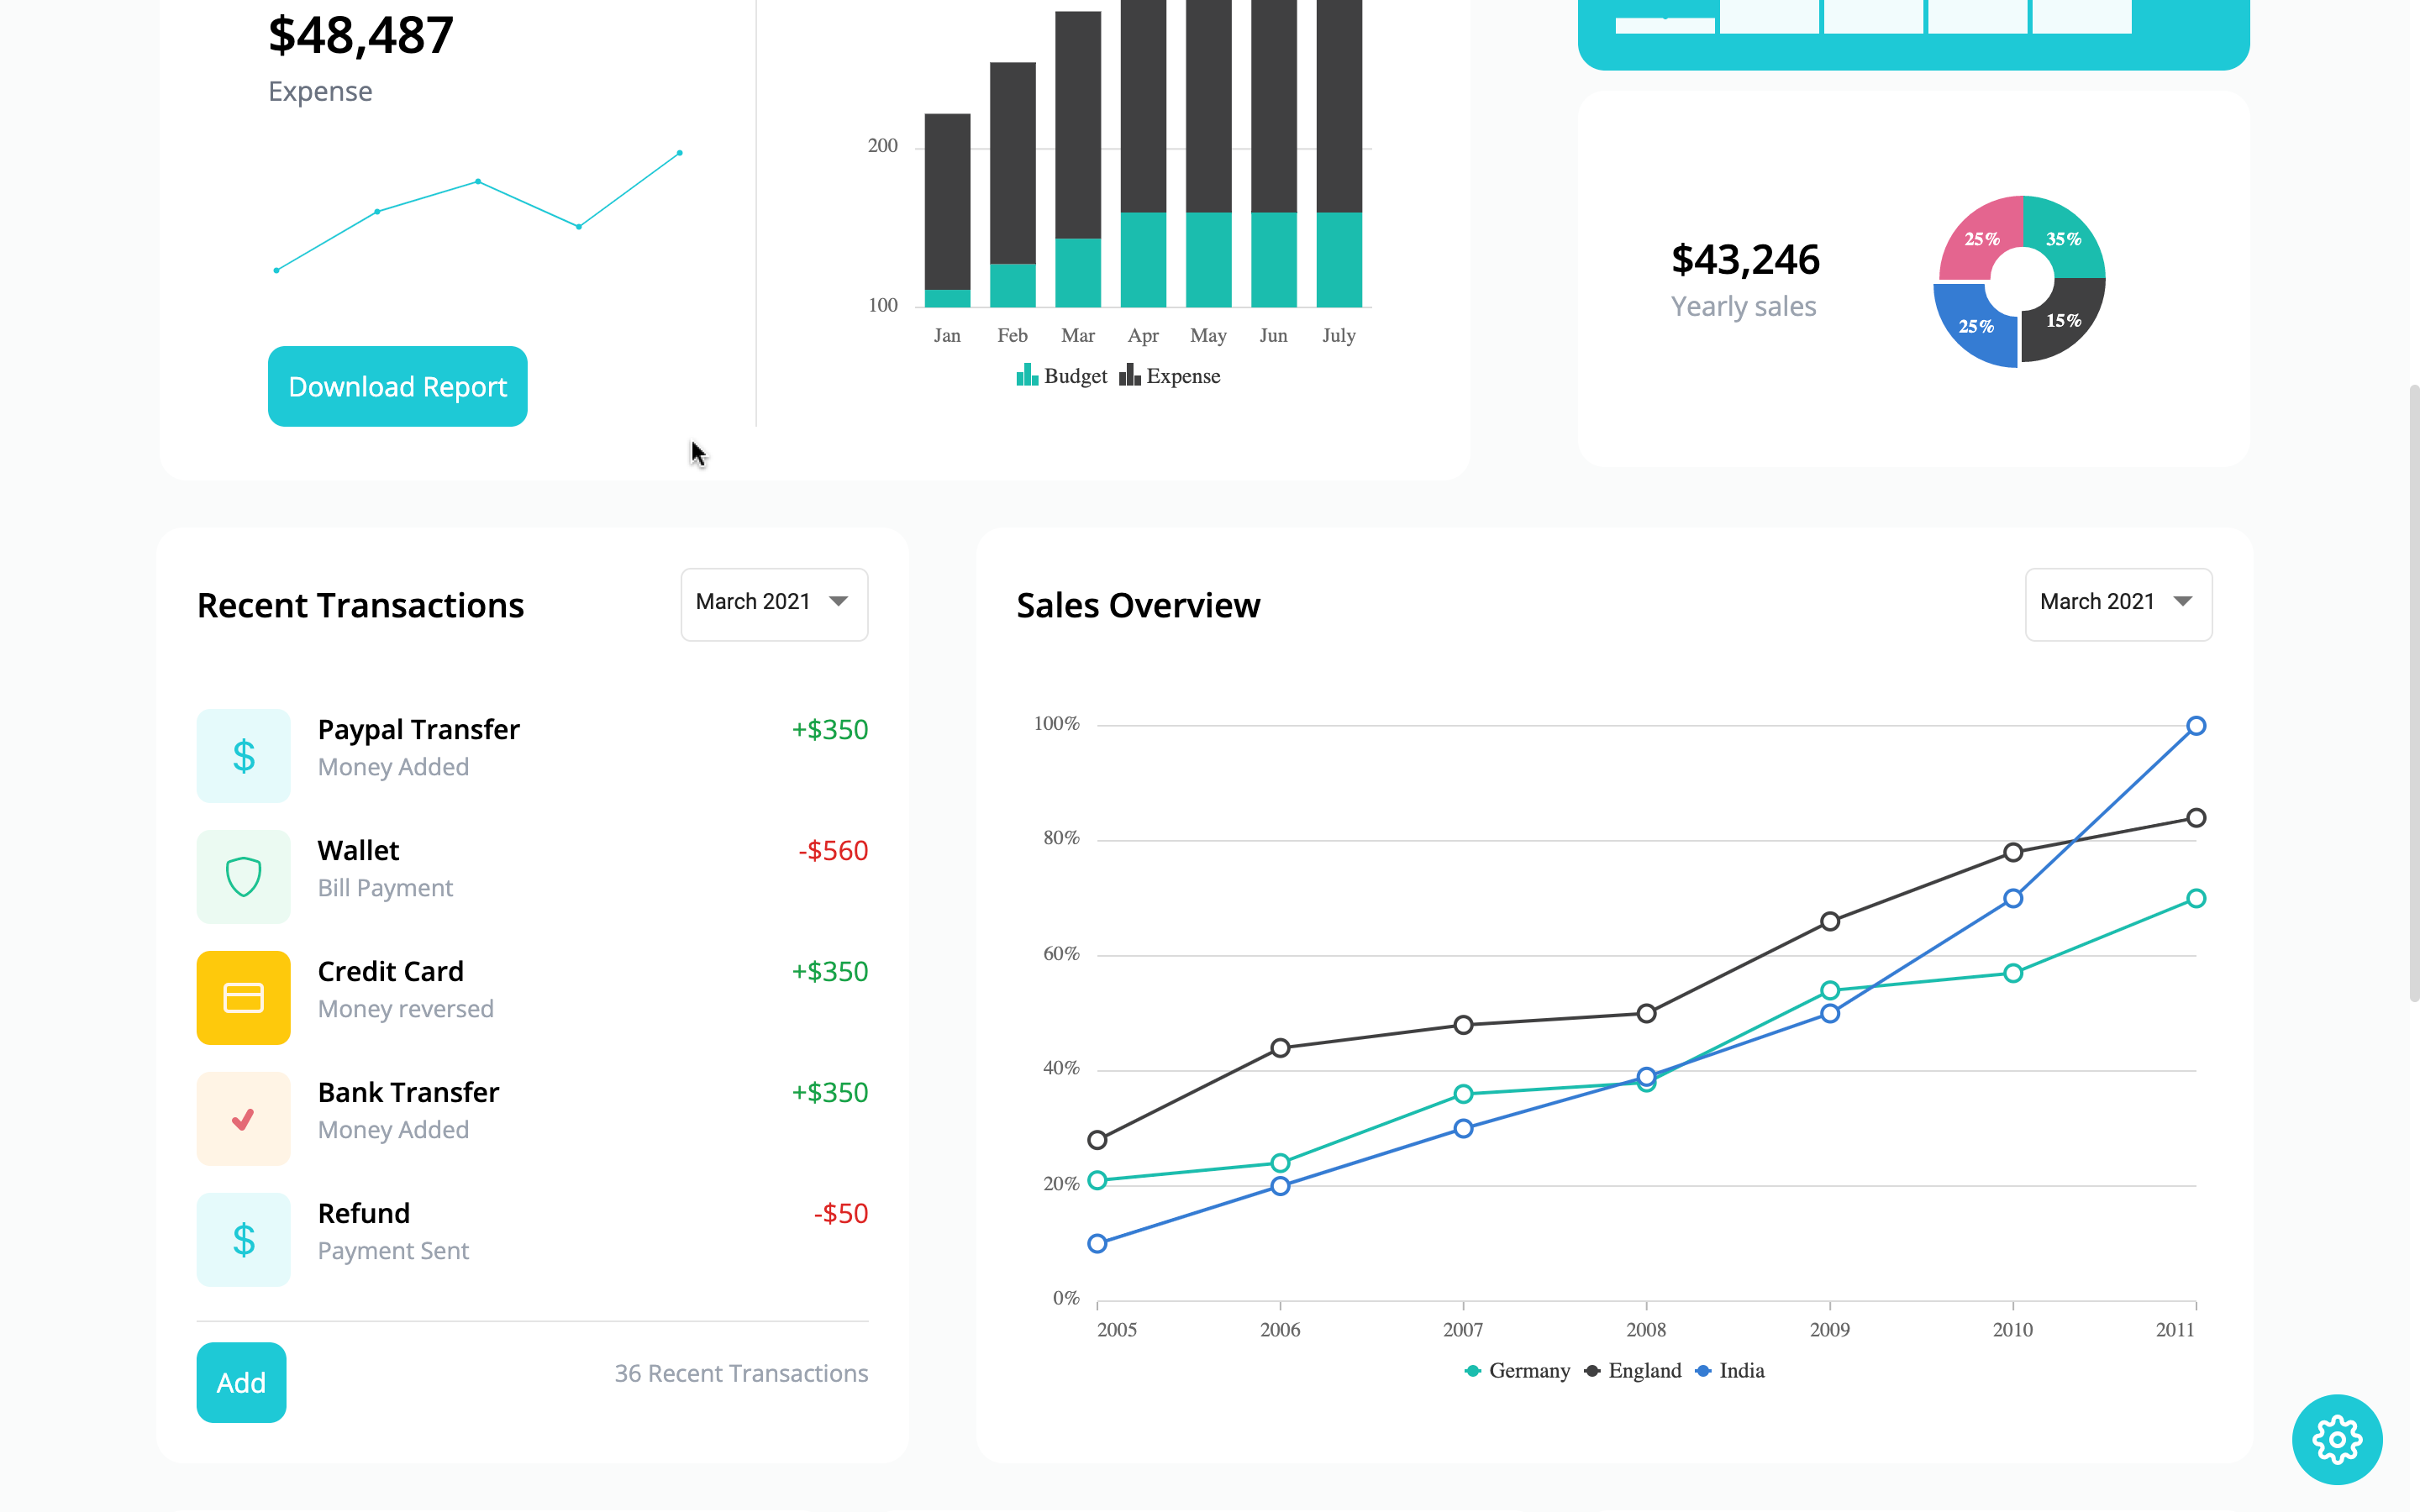 $48,487
Expense
Download Report
200
100
Jan Feb Mar Apr May Jun July
Budget Expense
$43,246
Yearly sales
25% 35%
25% 15%
Recent Transactions
March 2021
Paypal Transfer +$350
Money Added
Wallet -$560
Bill Payment
Credit Card +$350
Money reversed
Bank Transfer +$350
Money Added
Refund -$50
Payment Sent
Add
36 Recent Transactions
Sales Overview
March 2021
100%
80%
60%
40%
20%
0%
2005 2006 2007 2008 2009 2010 2011
Germany England India